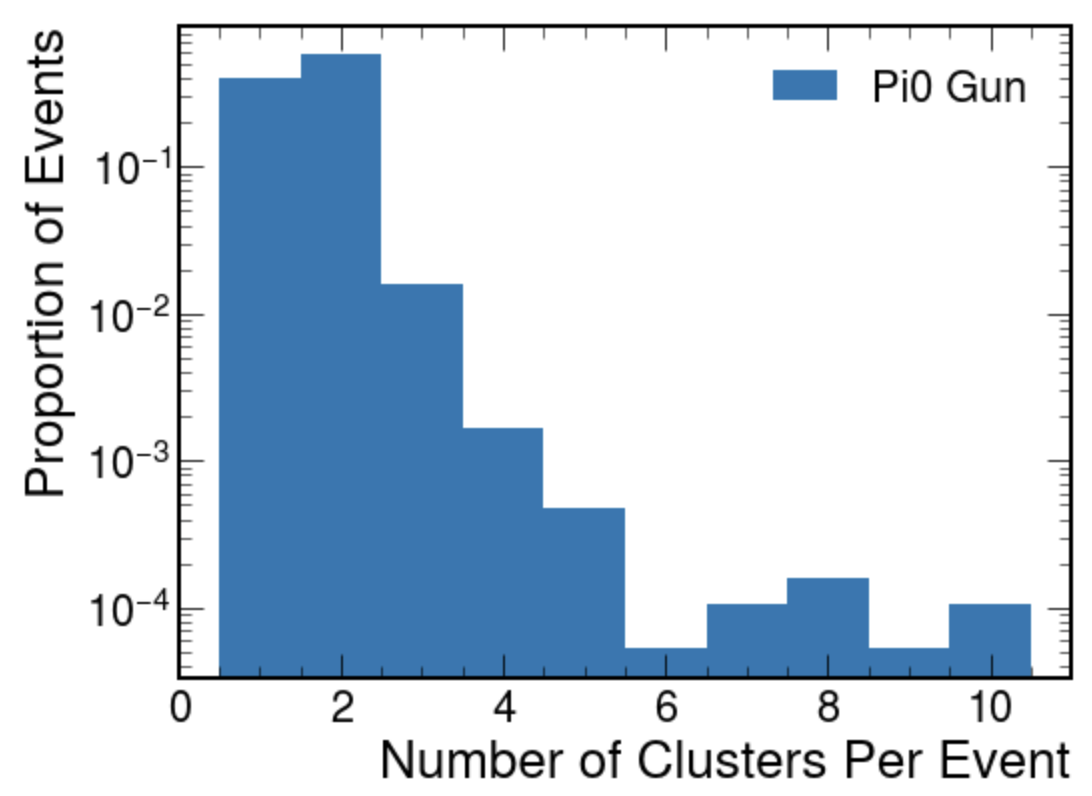 Proportion of Events
10⁻¹
10⁻²
10⁻³
10⁻⁴
Pi0 Gun
0 2 4 6 8 10
Number of Clusters Per Event